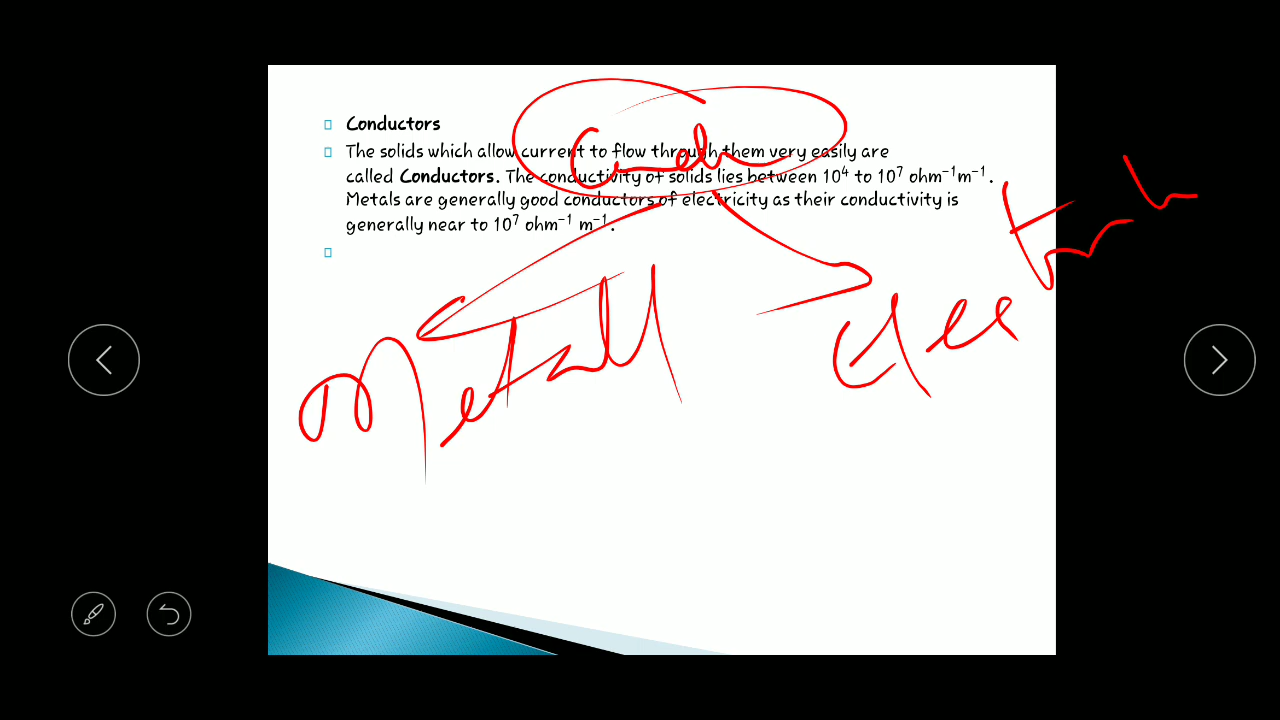 Conductors
The solids which allow current to flow through them very easily are
called Conductors. The conductivity of solids lies between 10⁴ to 10⁷ ohm⁻¹m⁻¹.
Metals are generally good conductors of electricity as their conductivity is
generally near to 10⁷ ohm⁻¹ m⁻¹.